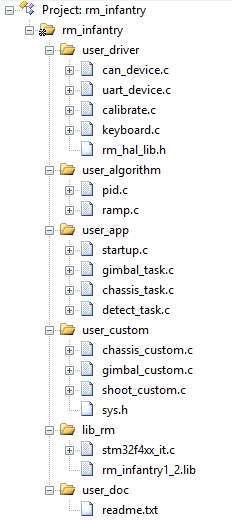 Project: rm_infantry
rm_infantry
user_driver
can_device.c
uart_device.c
calibrate.c
keyboard.c
rm_hal_lib.h
user_algorithm
pid.c
ramp.c
user_app
startup.c
gimbal_task.c
chassis_task.c
detect_task.c
user_custom
chassis_custom.c
gimbal_custom.c
shoot_custom.c
sys.h
lib_rm
stm32f4xx_it.c
rm_infantry1_2.lib
user_doc
readme.txt